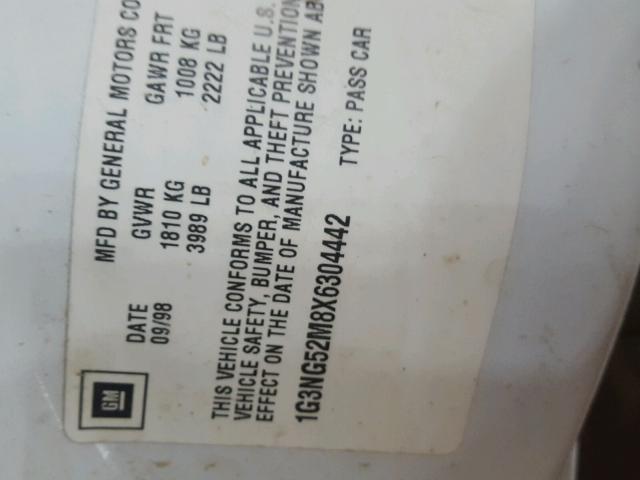 GM
MFD BY GENERAL MOTORS CO
DATE GVWR GAWR FRT
09/98 1810 KG 1008 KG
3989 LB 2222 LB
THIS VEHICLE CONFORMS TO ALL APPLICABLE U.S.
VEHICLE SAFETY, BUMPER, AND THEFT PREVENTION
EFFECT ON THE DATE OF MANUFACTURE SHOWN AB
1G3NG52M8X6304442 TYPE: PASS CAR